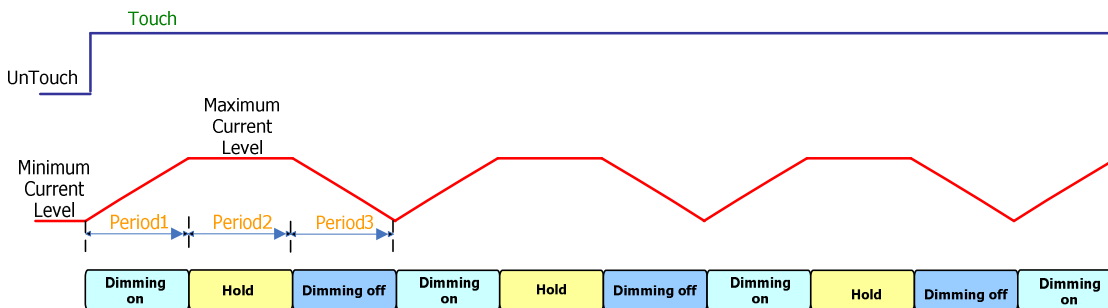 Touch
UnTouch
Maximum
Current
Level
Minimum
Current
Level
Period1
Period2
Period3
Dimming
on
Hold
Dimming off
Dimming
on
Hold
Dimming off
Dimming
on
Hold
Dimming off
Dimming
on